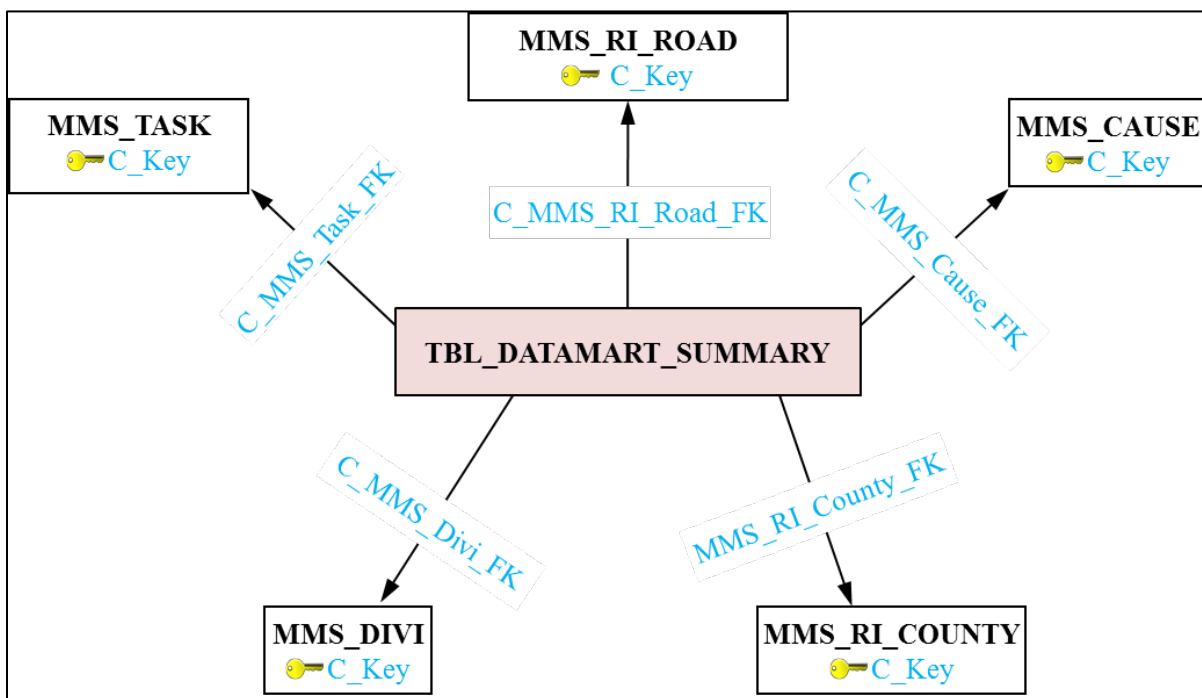 MMS_RI_ROAD
C_Key
MMS_TASK
C_Key
MMS_CAUSE
C_Key
C_MMS_Task_FK
C_MMS_RI_Road_FK
C_MMS_Cause_FK
TBL_DATAMART_SUMMARY
C_MMS_Divi_FK
MMS_RI_County_FK
MMS_DIVI
C_Key
MMS_RI_COUNTY
C_Key